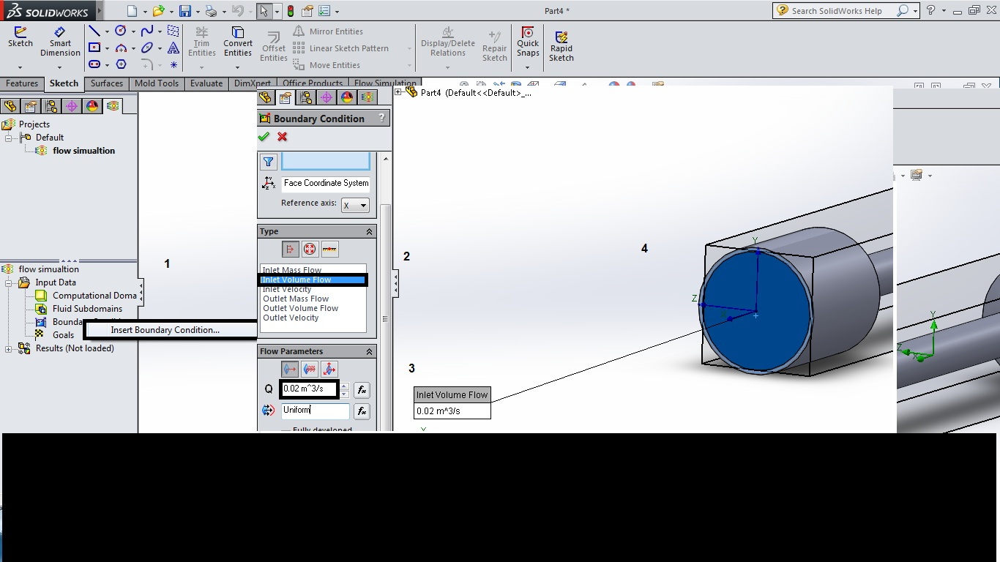 SOLIDWORKS
Part4 *
Search SolidWorks Help
Sketch
Smart Dimension
Trim Entities
Convert Entities
Offset Entities
Mirror Entities
Linear Sketch Pattern
Move Entities
Display/Delete Relations
Repair Sketch
Quick Snaps
Rapid Sketch
Features
Sketch
Surfaces
Mold Tools
Evaluate
DimXpert
Office Products
Flow Simulation
Projects
Default
flow simualtion
flow simualtion
Input Data
Computational Doma
Fluid Subdomains
Goals
Results (Not loaded)
Insert Boundary Condition...
1
Boundary Condition
?
Face Coordinate System
Reference axis:
X
Type
Inlet Mass Flow
Inlet Volume Flow
Inlet Velocity
Outlet Mass Flow
Outlet Volume Flow
Outlet Velocity
Flow Parameters
Q
0.02 m^3/s
Uniform
Fully developed
Part4 (Default<<Default>_...
2
3
4
Inlet Volume Flow
0.02 m^3/s
Y
Z
X
Y
Y
Z
X